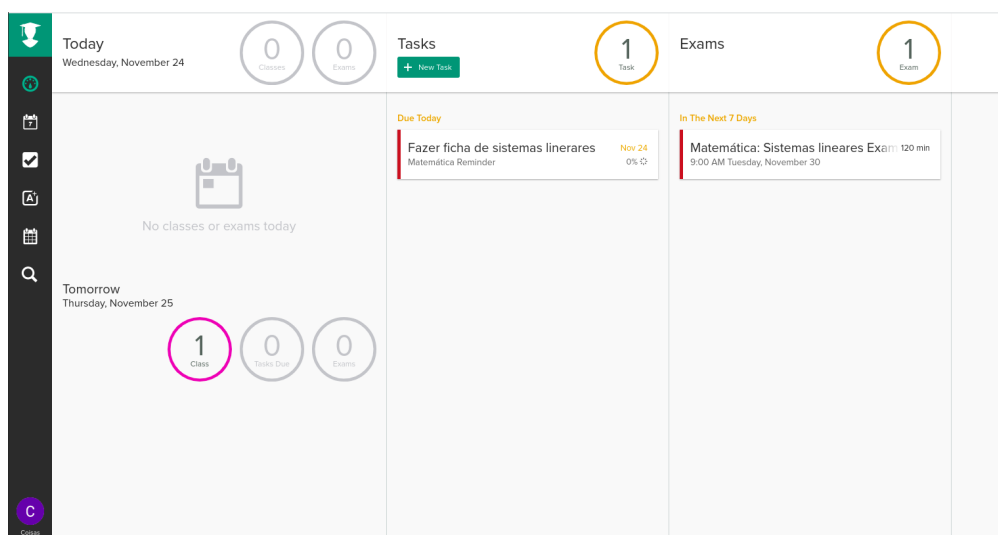 Today
Wednesday, November 24
0
Classes
0
Exams
Tasks
+ New Task
1
Task
Exams
1
Exam
7
A+
No classes or exams today
Tomorrow
Thursday, November 25
1
Class
0
Tasks Due
0
Exams
Due Today
Fazer ficha de sistemas linerares
Nov 24
Matemática Reminder
0%
In The Next 7 Days
Matemática: Sistemas lineares Exam 120 min
9:00 AM Tuesday, November 30
C
Coisas